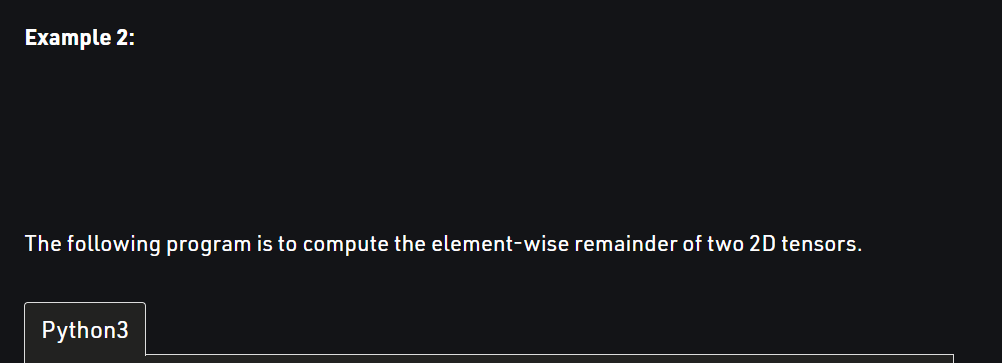 Example 2:
The following program is to compute the element-wise remainder of two 2D tensors.
Python3